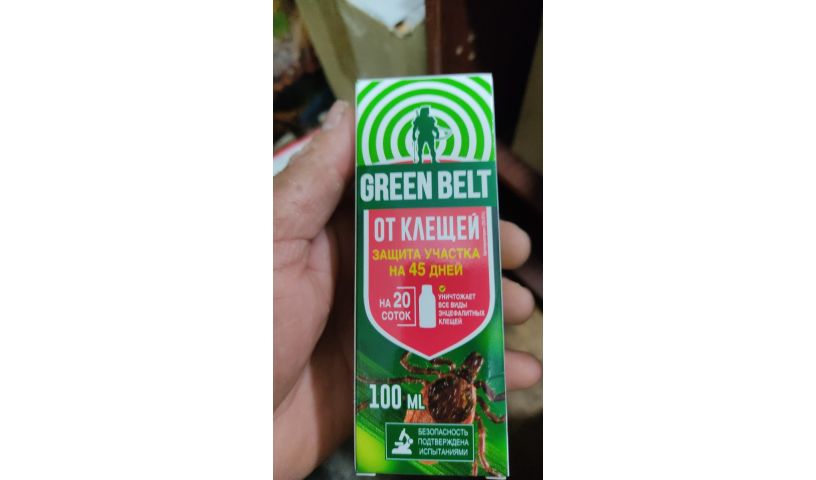 GREEN BELT
ОТ КЛЕЩЕЙ
ЗАЩИТА УЧАСТКА
НА 45 ДНЕЙ
НА 20
СОТОК
УНИЧТОЖАЕТ
ВСЕ ВИДЫ
ЭНЦЕФАЛИТНЫХ
КЛЕЩЕЙ
100 ML
БЕЗОПАСНОСТЬ
ПОДТВЕРЖДЕНА
ИСПЫТАНИЯМИ